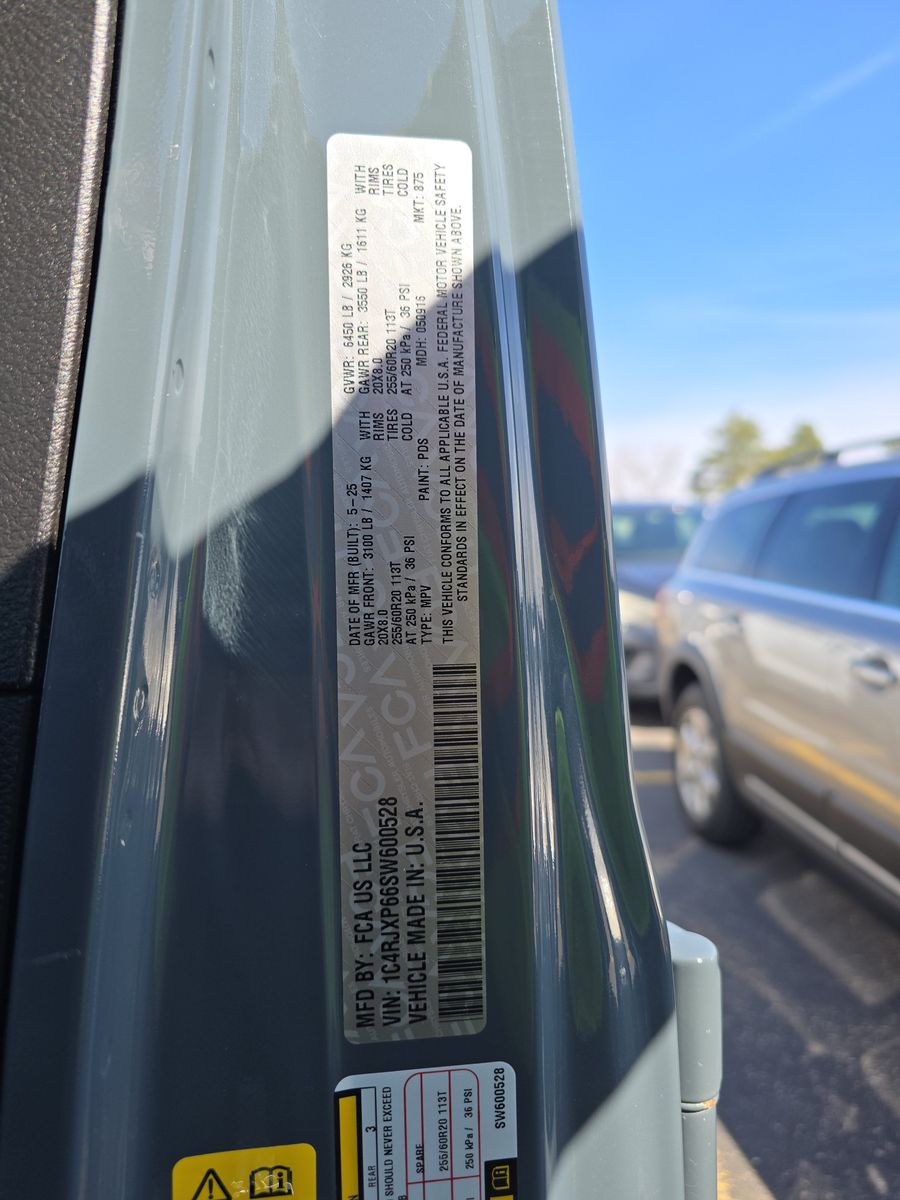 MFD BY: FCA US LLC
VIN: 1C4RJXP66SW600528
VEHICLE MADE IN: U.S.A.
DATE OF MFR (BUILT): 5-25 GVWR: 6450 LB / 2926 KG
GAWR FRONT: 3100 LB / 1407 KG WITH GAWR REAR: 3550 LB / 1611 KG WITH
20X8.0 RIMS 20X8.0 RIMS
255/60R20 113T TIRES 255/60R20 113T TIRES
AT 250 kPa / 36 PSI COLD AT 250 kPa / 36 PSI COLD
TYPE: MPV PAINT: PDS MDH: 050916 MKT: 875
THIS VEHICLE CONFORMS TO ALL APPLICABLE U.S.A. FEDERAL MOTOR VEHICLE SAFETY
STANDARDS IN EFFECT ON THE DATE OF MANUFACTURE SHOWN ABOVE.
REAR 3
SHOULD NEVER EXCEED
SPARE
255/60R20 113T
250 kPa / 36 PSI
SW600528